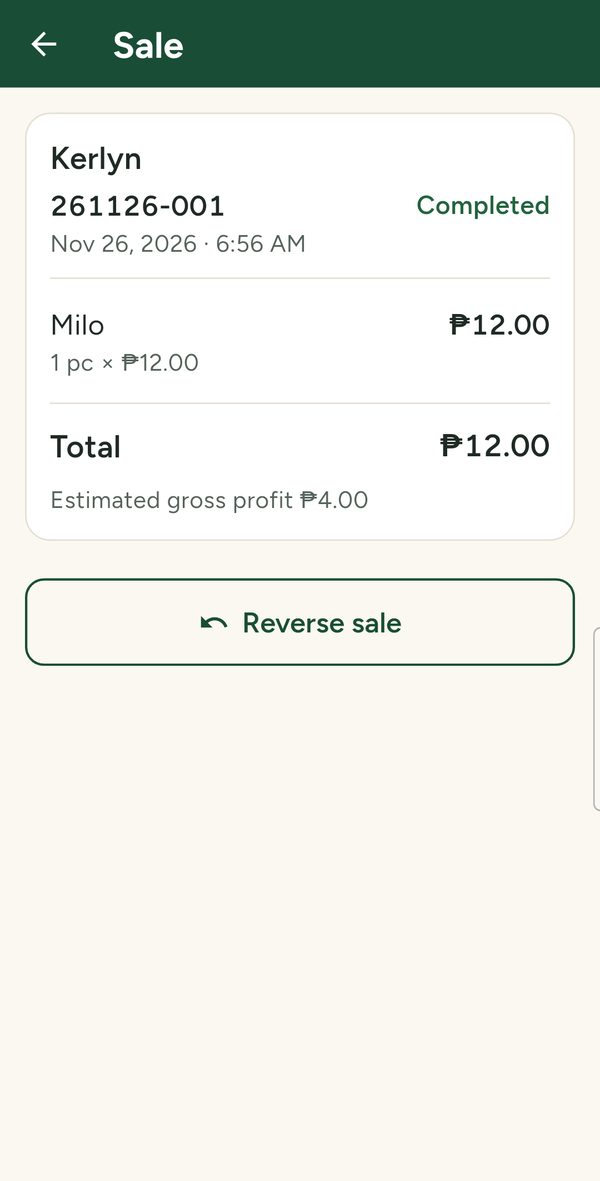 Sale
Kerlyn
261126-001 Completed
Nov 26, 2026 · 6:56 AM
Milo ₱12.00
1 pc × ₱12.00
Total ₱12.00
Estimated gross profit ₱4.00
Reverse sale